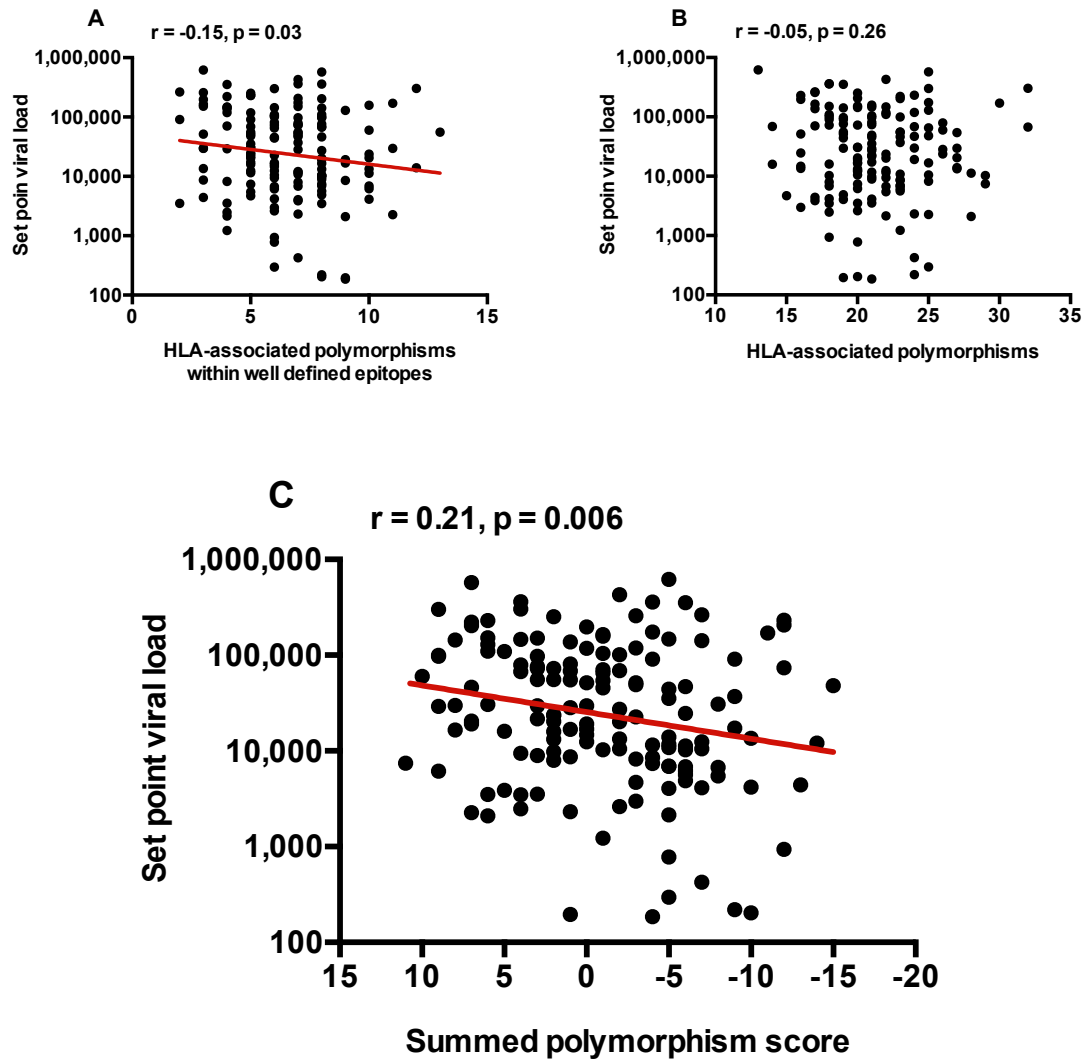 A
r = -0.15, p = 0.03
1,000,000
100,000
10,000
1,000
100
0 5 10 15
Set poin viral load
HLA-associated polymorphisms
within well defined epitopes
B
r = -0.05, p = 0.26
1,000,000
100,000
10,000
1,000
100
10 15 20 25 30 35
Set poin viral load
HLA-associated polymorphisms
C
r = 0.21, p = 0.006
1,000,000
100,000
10,000
1,000
100
15 10 5 0 -5 -10 -15 -20
Set point viral load
Summed polymorphism score